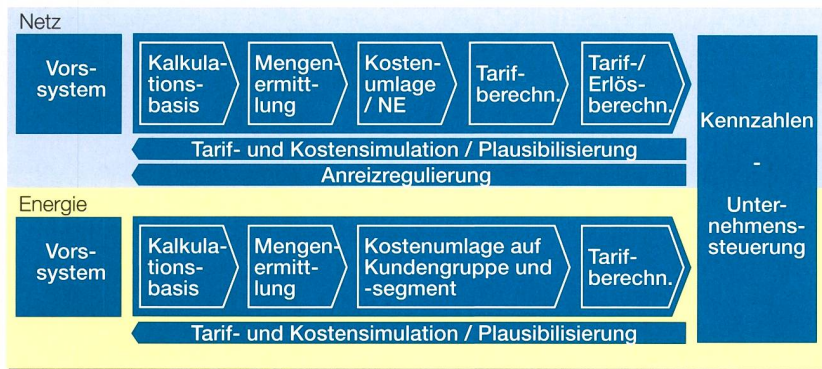 Netz
Vors-
system
Kalkula-
tions-
basis
Mengen-
ermitt-
lung
Kosten-
umlage
/ NE
Tarif-
berechn.
Tarif-/
Erlös-
berechn.
Tarif- und Kostensimulation / Plausibilisierung
Anreizregulierung
Energie
Vors-
system
Kalkula-
tions-
basis
Mengen-
ermitt-
lung
Kostenumlage auf
Kundengruppe und
-segment
Tarif-
berechn.
Tarif- und Kostensimulation / Plausibilisierung
Kennzahlen
-
Unter-
nehmens-
steuerung